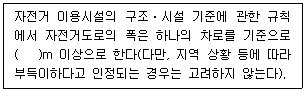 자전거 이용시설의 구조·시설 기준에 관한 규칙
에서 자전거도로의 폭은 하나의 차로를 기준으로
(    )m 이상으로 한다(다만, 지역 상황 등에 따라
부득이하다고 인정되는 경우는 고려하지 않는다).